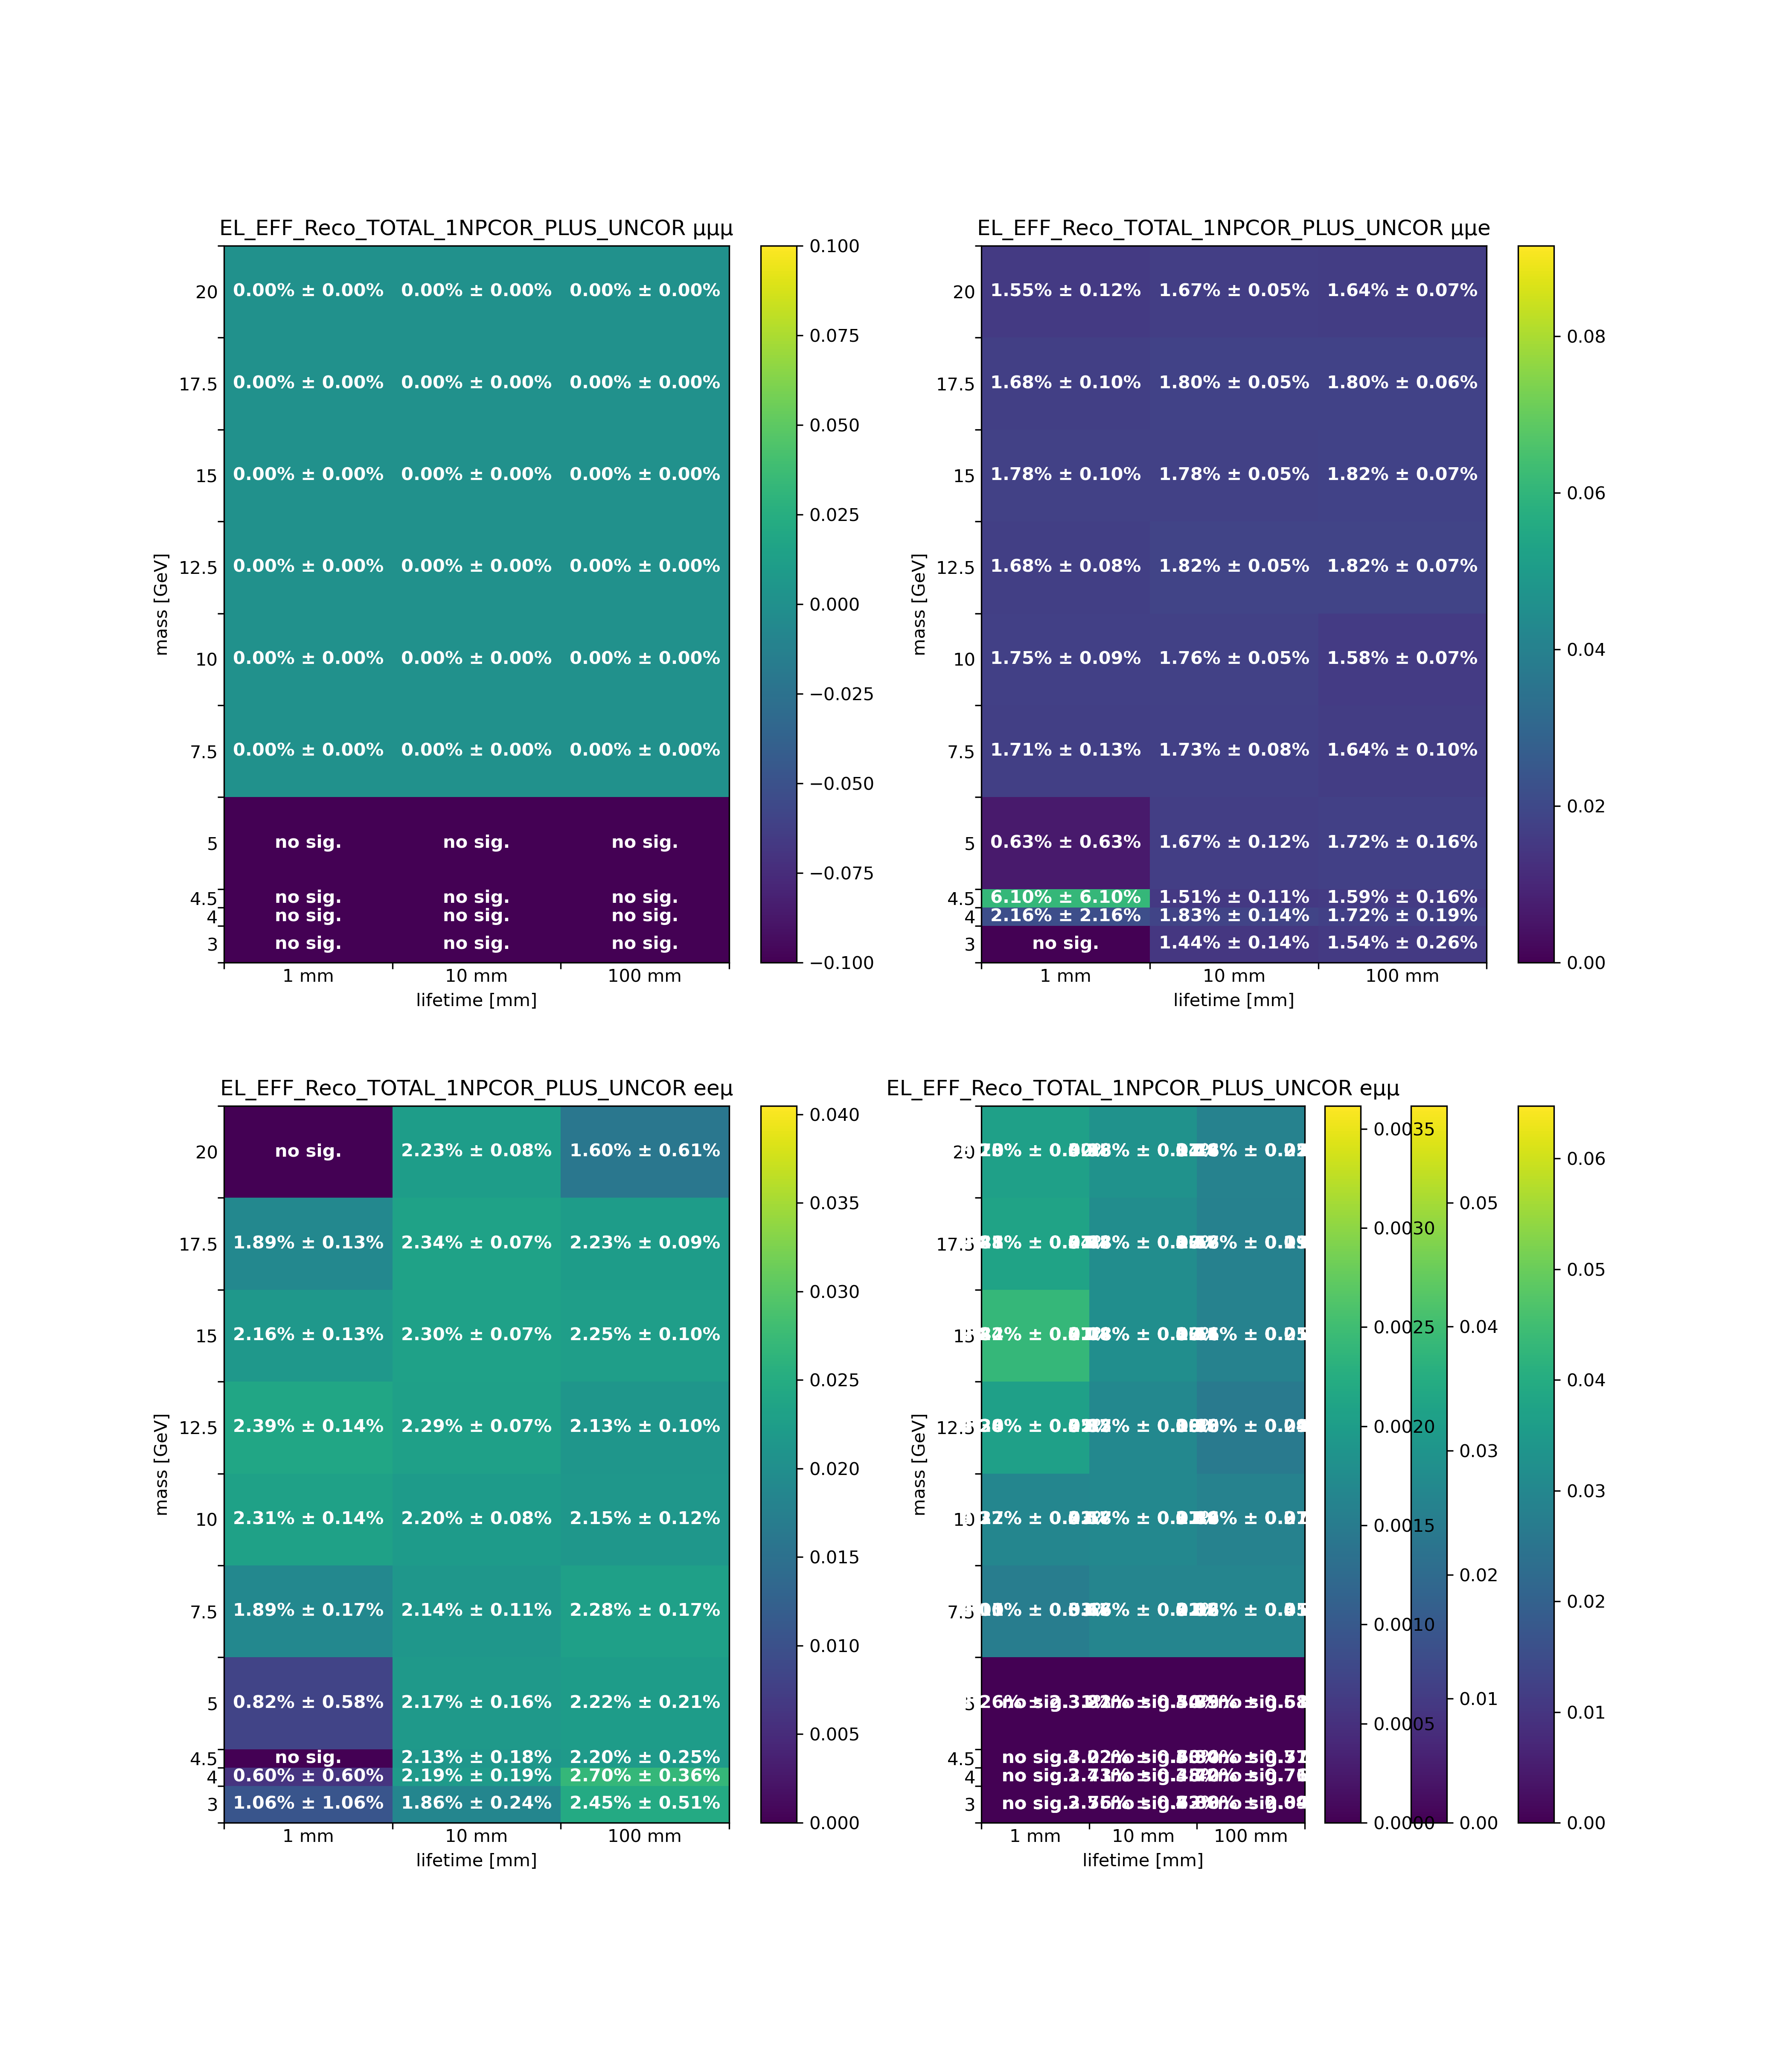 EL_EFF_Reco_TOTAL_1NPCOR_PLUS_UNCOR μμμ
20 0.00% ± 0.00% 0.00% ± 0.00% 0.00% ± 0.00%
17.5 0.00% ± 0.00% 0.00% ± 0.00% 0.00% ± 0.00%
15 0.00% ± 0.00% 0.00% ± 0.00% 0.00% ± 0.00%
12.5 0.00% ± 0.00% 0.00% ± 0.00% 0.00% ± 0.00%
10 0.00% ± 0.00% 0.00% ± 0.00% 0.00% ± 0.00%
7.5 0.00% ± 0.00% 0.00% ± 0.00% 0.00% ± 0.00%
5 no sig. no sig. no sig.
4.5 no sig. no sig. no sig.
4 no sig. no sig. no sig.
3 no sig. no sig. no sig.
1 mm 10 mm 100 mm
lifetime [mm]
mass [GeV]
0.100
0.075
0.050
0.025
0.000
−0.025
−0.050
−0.075
−0.100
EL_EFF_Reco_TOTAL_1NPCOR_PLUS_UNCOR μμe
20 1.55% ± 0.12% 1.67% ± 0.05% 1.64% ± 0.07%
17.5 1.68% ± 0.10% 1.80% ± 0.05% 1.80% ± 0.06%
15 1.78% ± 0.10% 1.78% ± 0.05% 1.82% ± 0.07%
12.5 1.68% ± 0.08% 1.82% ± 0.05% 1.82% ± 0.07%
10 1.75% ± 0.09% 1.76% ± 0.05% 1.58% ± 0.07%
7.5 1.71% ± 0.13% 1.73% ± 0.08% 1.64% ± 0.10%
5 0.63% ± 0.63% 1.67% ± 0.12% 1.72% ± 0.16%
4.5 6.10% ± 6.10% 1.51% ± 0.11% 1.59% ± 0.16%
4 2.16% ± 2.16% 1.83% ± 0.14% 1.72% ± 0.19%
3 no sig. 1.44% ± 0.14% 1.54% ± 0.26%
1 mm 10 mm 100 mm
lifetime [mm]
mass [GeV]
0.08
0.06
0.04
0.02
0.00
EL_EFF_Reco_TOTAL_1NPCOR_PLUS_UNCOR eeμ
20 no sig. 2.23% ± 0.08% 1.60% ± 0.61%
17.5 1.89% ± 0.13% 2.34% ± 0.07% 2.23% ± 0.09%
15 2.16% ± 0.13% 2.30% ± 0.07% 2.25% ± 0.10%
12.5 2.39% ± 0.14% 2.29% ± 0.07% 2.13% ± 0.10%
10 2.31% ± 0.14% 2.20% ± 0.08% 2.15% ± 0.12%
7.5 1.89% ± 0.17% 2.14% ± 0.11% 2.28% ± 0.17%
5 0.82% ± 0.58% 2.17% ± 0.16% 2.22% ± 0.21%
4.5 no sig. 2.13% ± 0.18% 2.20% ± 0.25%
4 0.60% ± 0.60% 2.19% ± 0.19% 2.70% ± 0.36%
3 1.06% ± 1.06% 1.86% ± 0.24% 2.45% ± 0.51%
1 mm 10 mm 100 mm
lifetime [mm]
mass [GeV]
0.040
0.035
0.030
0.025
0.020
0.015
0.010
0.005
0.000
EL_EFF_Reco_TOTAL_1NPCOR_PLUS_UNCOR eμμ
20
17.5
15
12.5
10
7.5
5
4.5 no sig.
4 no sig.
3 no sig.
1 mm 10 mm 100 mm
lifetime [mm]
mass [GeV]
0.0035
0.0030
0.0025
0.0020
0.0015
0.0010
0.0005
0.0000
0.05
0.04
0.03
0.02
0.01
0.00
0.06
0.05
0.04
0.03
0.02
0.01
0.00